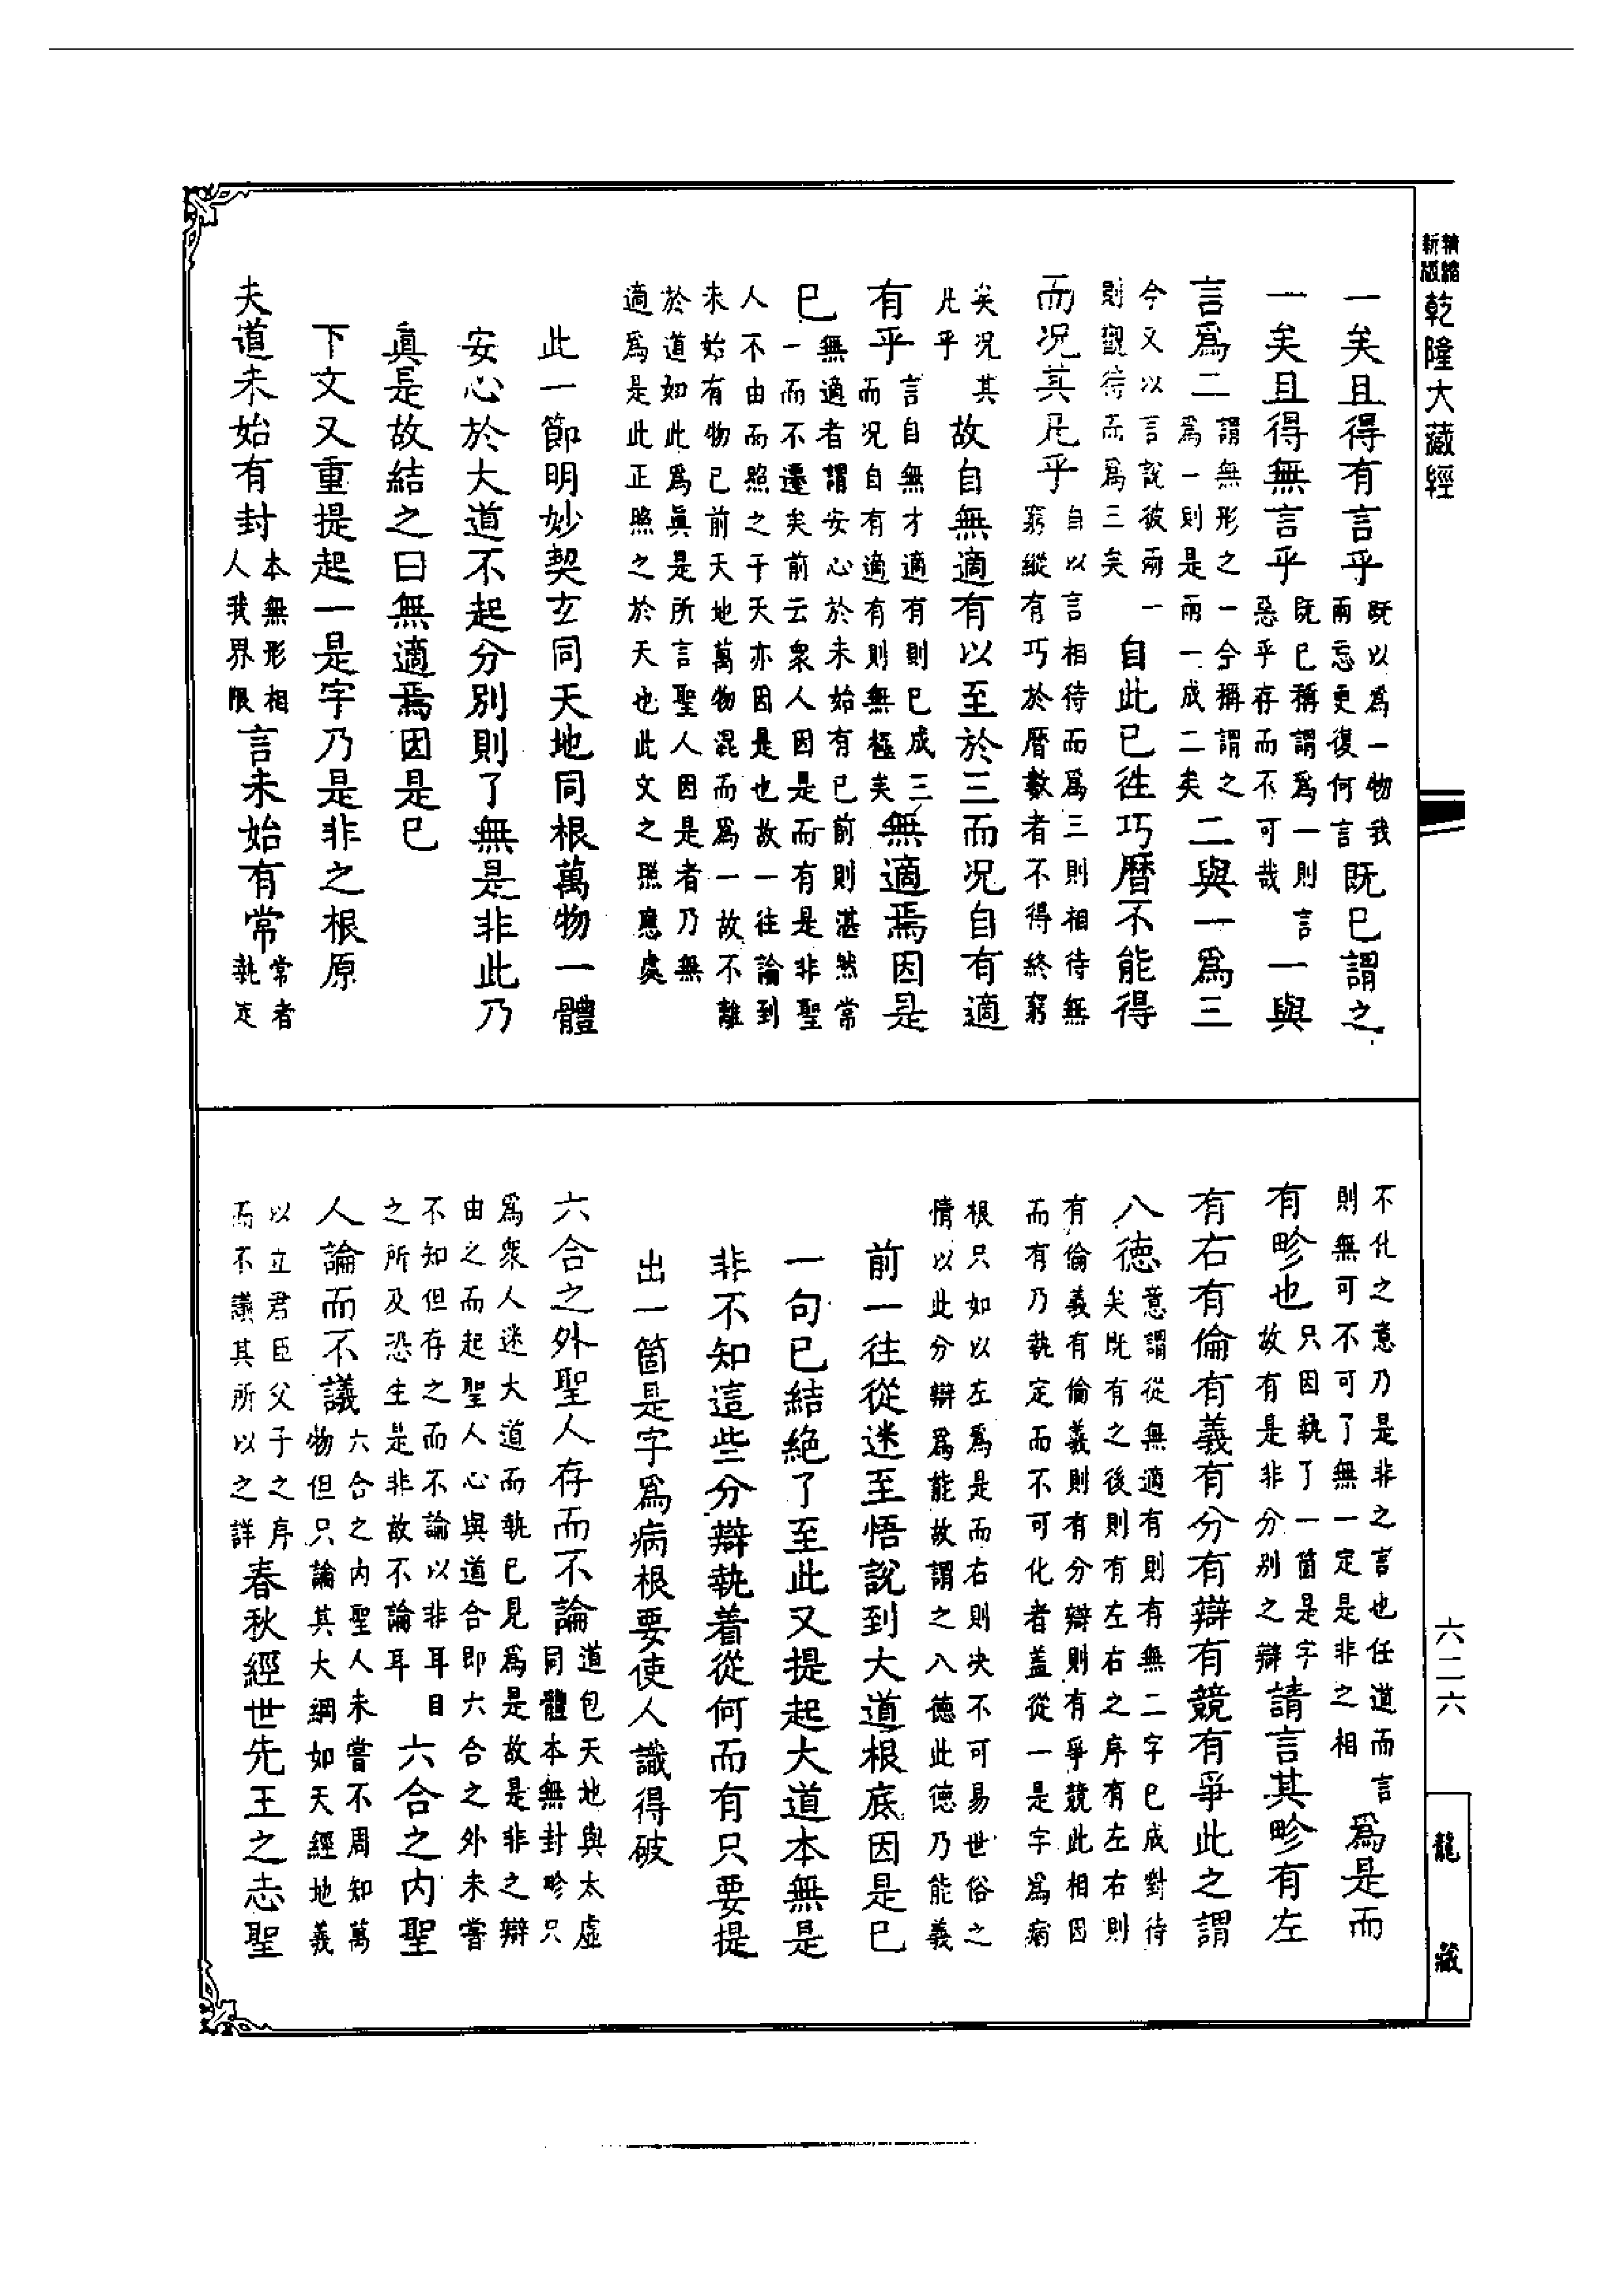 精縮新版乾隆大藏經
一矣且得有言乎既以爲一物我兩忘更復何言既已謂之
一矣且得無言乎既已稱謂爲一則言惡乎存而不可哉一與
言爲二謂無形之一今稱謂之爲一則是兩一成二矣二與一爲三
今又以言說彼兩一則觀待而爲三矣自此已徃巧曆不能得
而况其凡乎自以言相待而爲三則相待無窮縱有巧於曆數者不得終窮
矣况其凡乎故自無適有以至於三而况自有適
有乎言自無才適有則已成三而况自有適有則無極矣無適焉因是
已無適者謂安心於未始有已前則湛然常一而不遷矣前云衆人因是而有是非聖
人不由而照之于天亦因是也故一往論到未始有物已前天地萬物混而爲一故不離
於道如此爲眞是所言聖人因是者乃無適爲是此正照之於天也此文之照應處
此一節明妙契玄同天地同根萬物一體
安心於大道不起分別則了無是非此乃
眞是故結之曰無適焉因是已
下文又重提起一是字乃是非之根原
夫道未始有封本無形相人我界限言未始有常常者執定
不化之意乃是非之言也任道而言則無可不可了無一定是非之相爲是而
有畛也只因執了一箇是字故有是非分別之辯請言其畛有左
有右有倫有義有分有辯有競有爭此之謂
八德意謂從無適有則有無二字已成對待矣既有之後則有左右之序有左右則
有倫義有倫義則有分辯則有爭競此相因而有乃執定而不可化者蓋從一是字爲病
根只如以左爲是而右則决不可易世俗之情以此分辯爲能故謂之八德此德乃能義
前一往從迷至悟說到大道根底因是已
一句已結絕了至此又提起大道本無是
非不知這些分辯執着從何而有只要提
出一箇是字爲病根要使人識得破
六合之外聖人存而不論道包天地與太虛同體本無封畛只
爲衆人迷大道而執已見爲是故是非之辯由之而起聖人心與道合即六合之外未嘗
不知但存之而不論以非耳目之所及恐生是非故不論耳六合之内聖
人論而不議六合之内聖人未嘗不周知萬物但只論其大綱如天經地義
以立君臣父子之序而不議其所以之詳春秋經世先王之志聖
六二六
龍藏